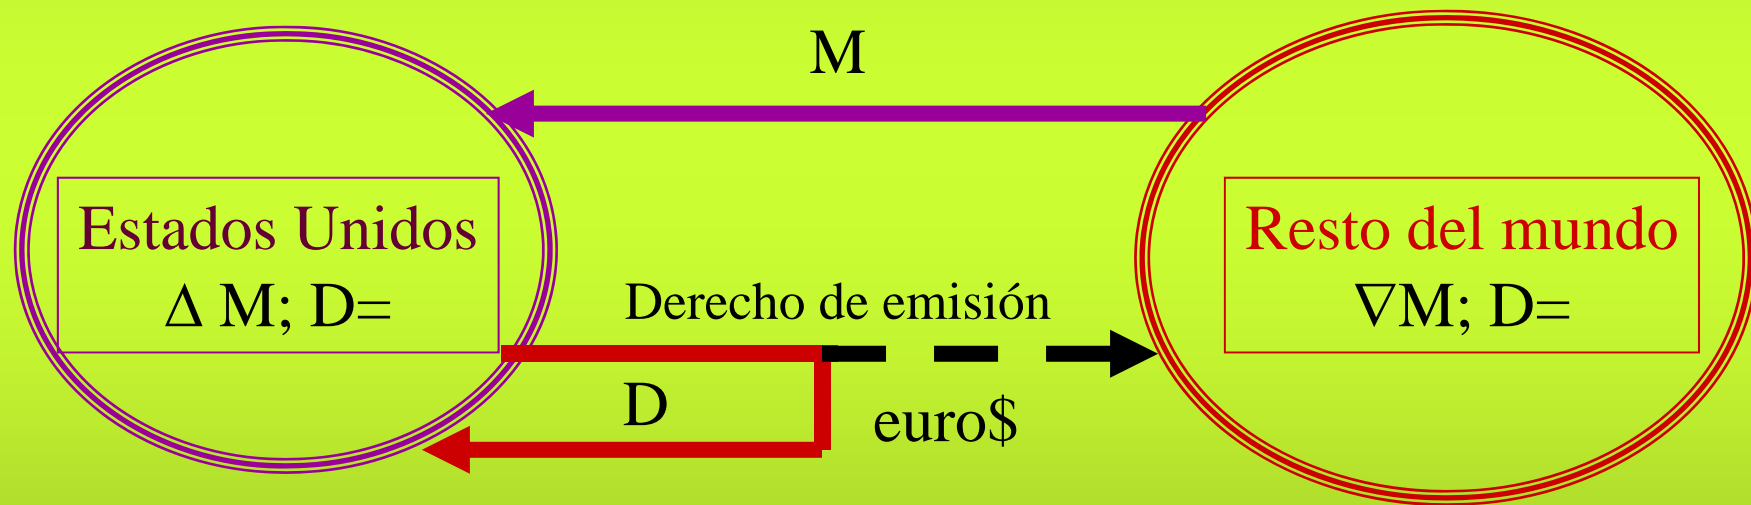 M
Estados Unidos
Δ M; D=
Resto del mundo
∇M; D=
Derecho de emisión
D
euro$